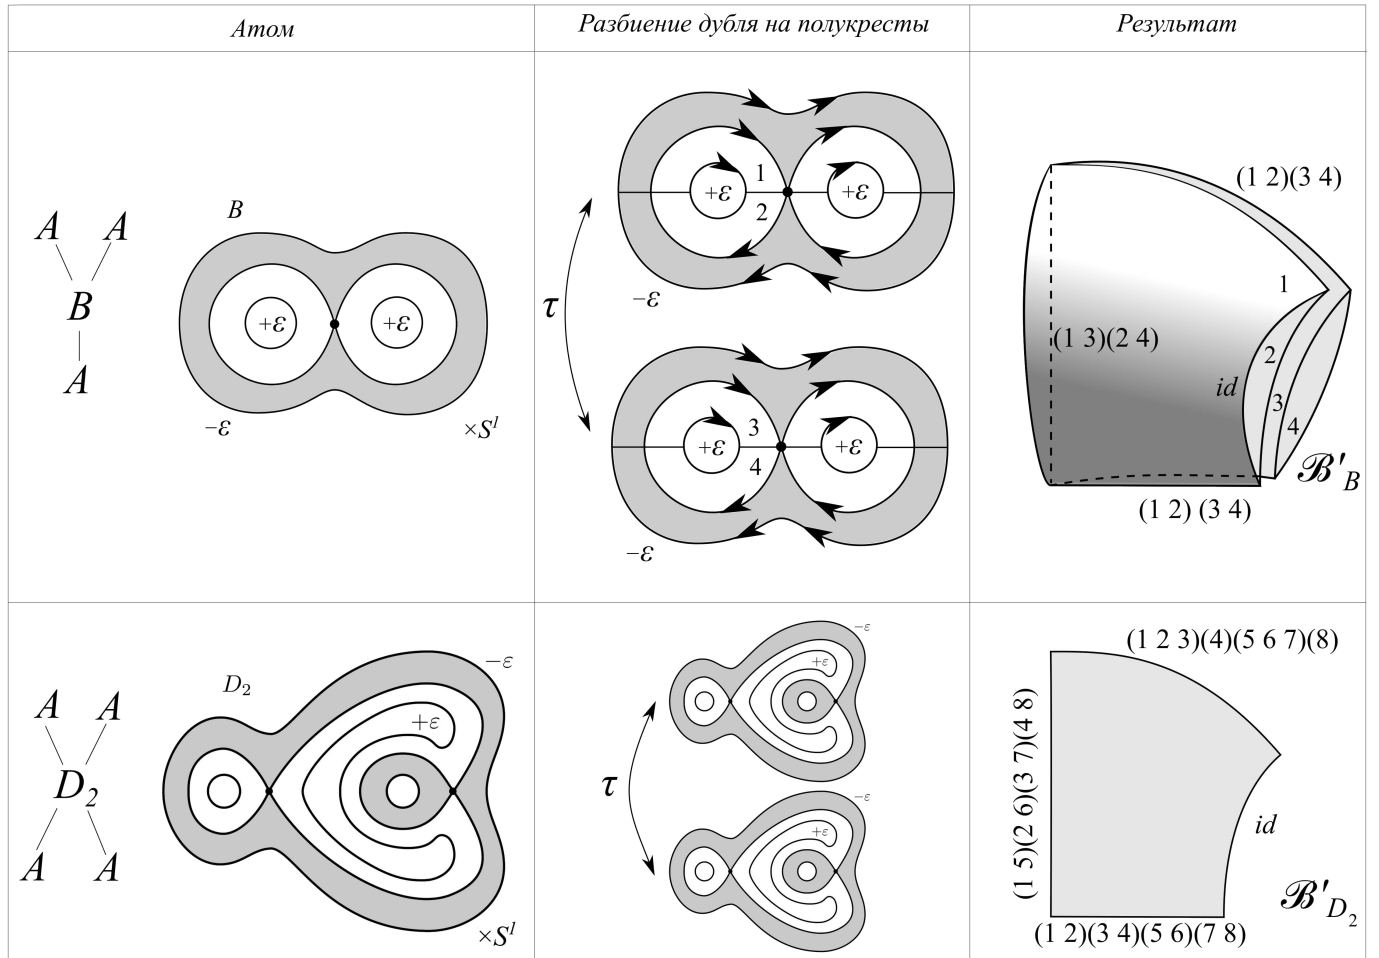 Атом
Разбиение дубля на полукресты
Результат
A A
B
A
B
+ε +ε
−ε
×S¹
τ
1
+ε +ε
2
−ε
3
+ε +ε
4
−ε
(1 2)(3 4)
1
(1 3)(2 4)
2
id
3
4
ℬ'_B
(1 2) (3 4)
A A
D₂
A A
D₂
−ε
+ε
×S¹
τ
−ε
+ε
−ε
+ε
(1 2 3)(4)(5 6 7)(8)
(1 5)(2 6)(3 7)(4 8)
id
ℬ'_D₂
(1 2)(3 4)(5 6)(7 8)